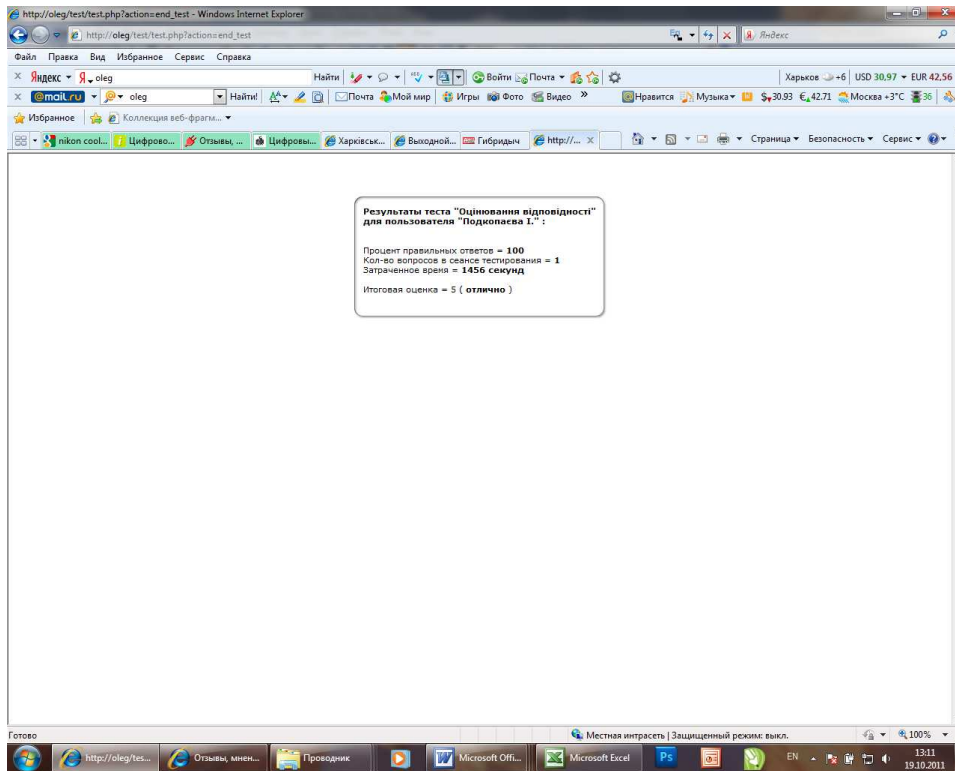 http://oleg/test/test.php?action=end_test - Windows Internet Explorer
http://oleg/test/test.php?action=end_test
Яндекс
Файл Правка Вид Избранное Сервис Справка
Яндекс Я oleg Найти Войти Почта Харьков +6 USD 30,97 EUR 42,56
@mail.ru oleg Найти! Почта Мой мир Игры Фото Видео » Нравится Музыка $ 30.93 € 42.71 Москва +3°C 36
Избранное Коллекция веб-фрагм...
nikon cool... Цифрово... Отзывы, ... Цифровы... Харківськ... Выходной... Гибридыч http://... X Страница Безопасность Сервис
Результаты теста "Оцінювання відповідності"
для пользователя "Подкопаєва І." :
Процент правильных ответов = 100
Кол-во вопросов в сеансе тестирования = 1
Затраченное время = 1456 секунд
Итоговая оценка = 5 ( отлично )
Готово Местная интрасеть | Защищенный режим: выкл. 100%
http://oleg/tes... Отзывы, мнен... Проводник Microsoft Offi... Microsoft Excel Ps EN 13:11
19.10.2011